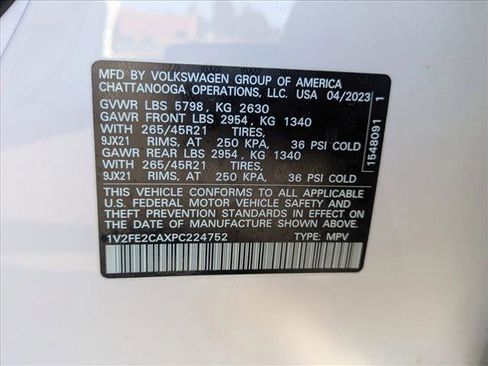 MFD BY VOLKSWAGEN GROUP OF AMERICA
CHATTANOOGA OPERATIONS, LLC. USA 04/2023
GVWR LBS 5798, KG 2630
GAWR FRONT LBS 2954, KG 1340
WITH 265/45R21 TIRES,
9JX21 RIMS, AT 250 KPA, 36 PSI COLD
GAWR REAR LBS 2954, KG 1340
WITH 265/45R21 TIRES,
9JX21 RIMS, AT 250 KPA, 36 PSI COLD
THIS VEHICLE CONFORMS TO ALL APPLICABLE
U.S. FEDERAL MOTOR VEHICLE SAFETY
STANDARDS IN EFFECT ON THE
DATE OF MANUFACTURE SHOWN ABOVE
1V2FE2CAXPC224752 TYPE: MPV
1548091 1